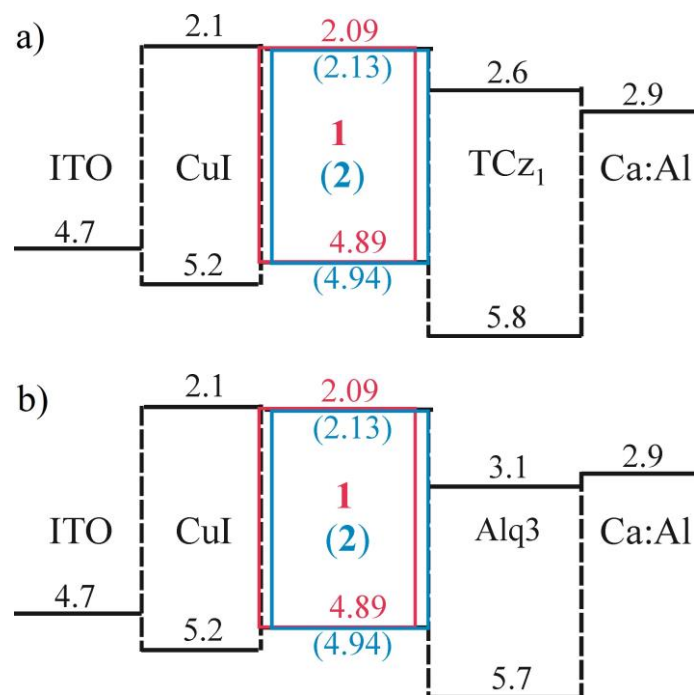 a)
2.1
2.09
(2.13)
2.6
2.9
ITO
CuI
1
(2)
TCz₁
Ca:Al
4.7
5.2
4.89
(4.94)
5.8
b)
2.1
2.09
(2.13)
3.1
2.9
ITO
CuI
1
(2)
Alq3
Ca:Al
4.7
5.2
4.89
(4.94)
5.7